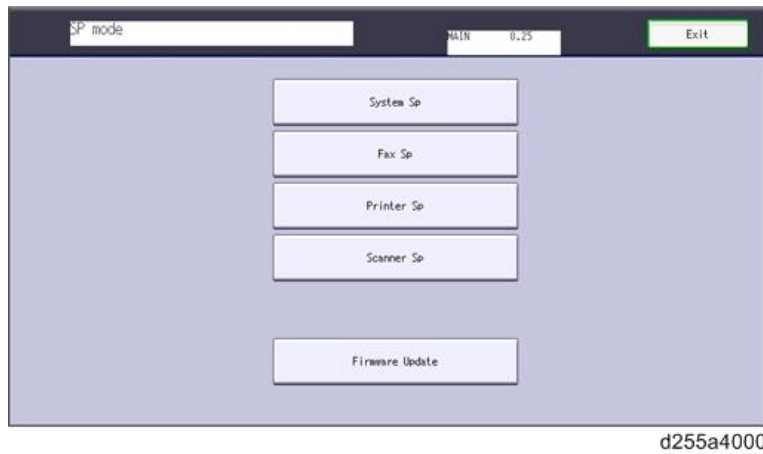 SP mode
MAIN 0.25
Exit
System Sp
Fax Sp
Printer Sp
Scanner Sp
Firmware Update
d255a4000